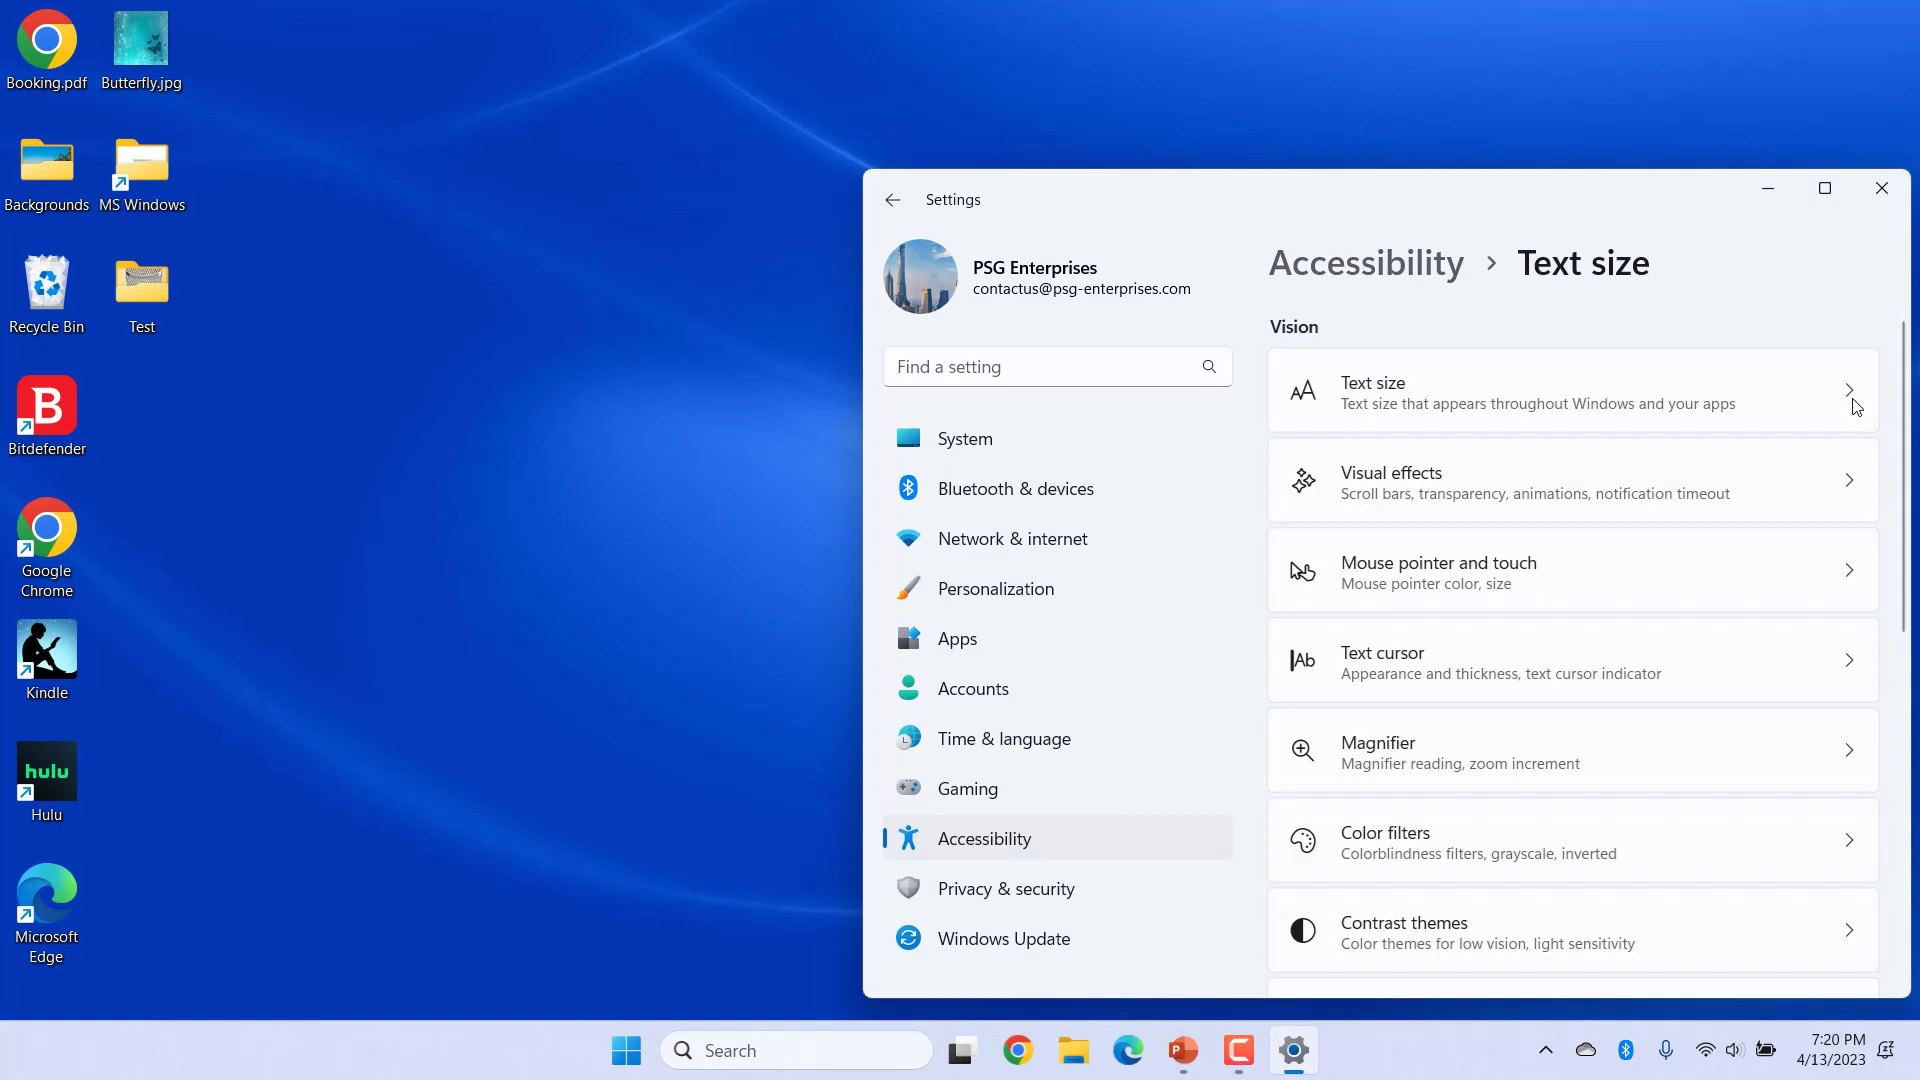 Booking.pdf
Butterfly.jpg
Backgrounds
MS Windows
Recycle Bin
Test
B
Bitdefender
Google
Chrome
Kindle
hulu
Hulu
Microsoft
Edge
Settings
PSG Enterprises
contactus@psg-enterprises.com
Find a setting
System
Bluetooth & devices
Network & internet
Personalization
Apps
Accounts
Time & language
Gaming
Accessibility
Privacy & security
Windows Update
Accessibility > Text size
Vision
AA
Text size
Text size that appears throughout Windows and your apps
Visual effects
Scroll bars, transparency, animations, notification timeout
Mouse pointer and touch
Mouse pointer color, size
Ab
Text cursor
Appearance and thickness, text cursor indicator
Magnifier
Magnifier reading, zoom increment
Color filters
Colorblindness filters, grayscale, inverted
Contrast themes
Color themes for low vision, light sensitivity
Search
7:20 PM
4/13/2023